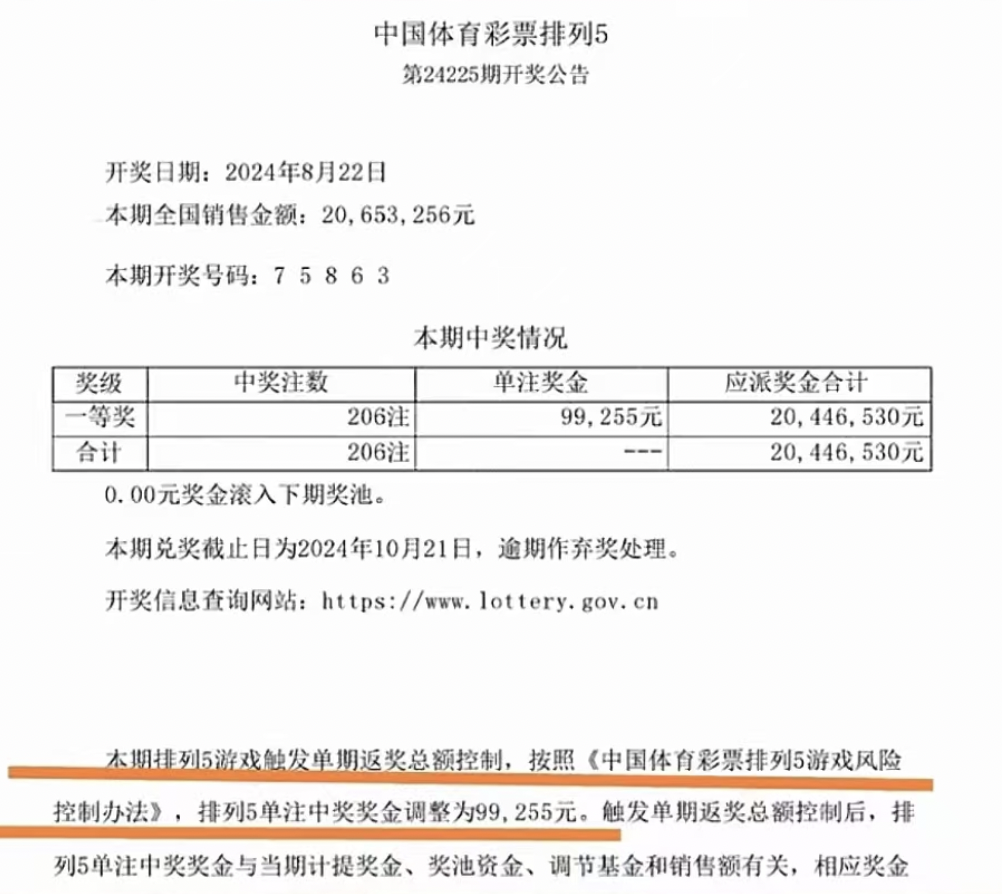 中国体育彩票排列5
第24225期开奖公告
开奖日期：2024年8月22日
本期全国销售金额：20,653,256元
本期开奖号码：7 5 8 6 3
本期中奖情况
奖级 中奖注数 单注奖金 应派奖金合计
一等奖 206注 99,255元 20,446,530元
合计 206注 --- 20,446,530元
0.00元奖金滚入下期奖池。
本期兑奖截止日为2024年10月21日，逾期作弃奖处理。
开奖信息查询网站：https://www.lottery.gov.cn
本期排列5游戏触发单期返奖总额控制，按照《中国体育彩票排列5游戏风险
控制办法》，排列5单注中奖奖金调整为99,255元。触发单期返奖总额控制后，排
列5单注中奖奖金与当期计提奖金、奖池资金、调节基金和销售额有关，相应奖金